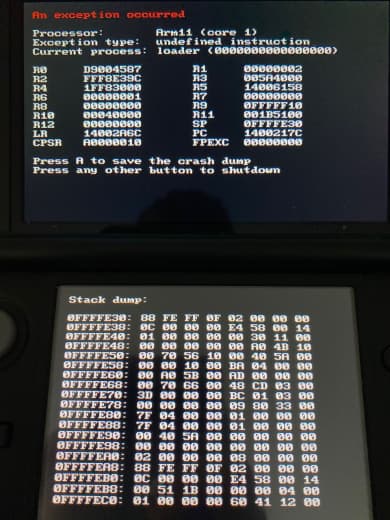 An exception occurred
Processor: Arm11 (core 1)
Exception type: undefined instruction
Current process: loader (0000000000000000)
R0 D9004587 R1 00000002
R2 FFF8E39C R3 005A4000
R4 1FF83000 R5 14006158
R6 00000001 R7 00000000
R8 00000000 R9 0FFFFF10
R10 00040000 R11 001B5100
R12 00000000 SP 0FFFFE30
LR 14002A6C PC 1400217C
CPSR A0000010 FPEXC 00000000
Press A to save the crash dump
Press any other button to shutdown
Stack dump:
0FFFFE30: 88 FE FF 0F 02 00 00 00
0FFFFE38: 0C 00 00 00 E4 58 00 14
0FFFFE40: 01 00 00 00 00 30 11 00
0FFFFE48: 00 00 00 00 00 A0 4B 10
0FFFFE50: 00 70 56 10 00 40 5A 00
0FFFFE58: 00 00 10 00 BA 04 00 00
0FFFFE60: 00 A0 5B 00 AD 00 00 00
0FFFFE68: 00 70 66 00 48 CD 03 00
0FFFFE70: 3D 00 00 00 BC 01 03 00
0FFFFE78: 00 00 00 00 09 80 33 00
0FFFFE80: 7F 04 00 00 01 00 00 00
0FFFFE88: 7F 04 00 00 01 00 00 00
0FFFFE90: 00 40 5A 00 00 00 00 00
0FFFFE98: 00 00 00 00 00 00 00 00
0FFFFEA0: 02 00 00 00 00 00 00 00
0FFFFEA8: 88 FE FF 0F 02 00 00 00
0FFFFEB0: 0C 00 00 00 E4 58 00 14
0FFFFEB8: 00 51 1B 00 00 00 04 00
0FFFFEC0: 01 00 00 00 60 41 12 00